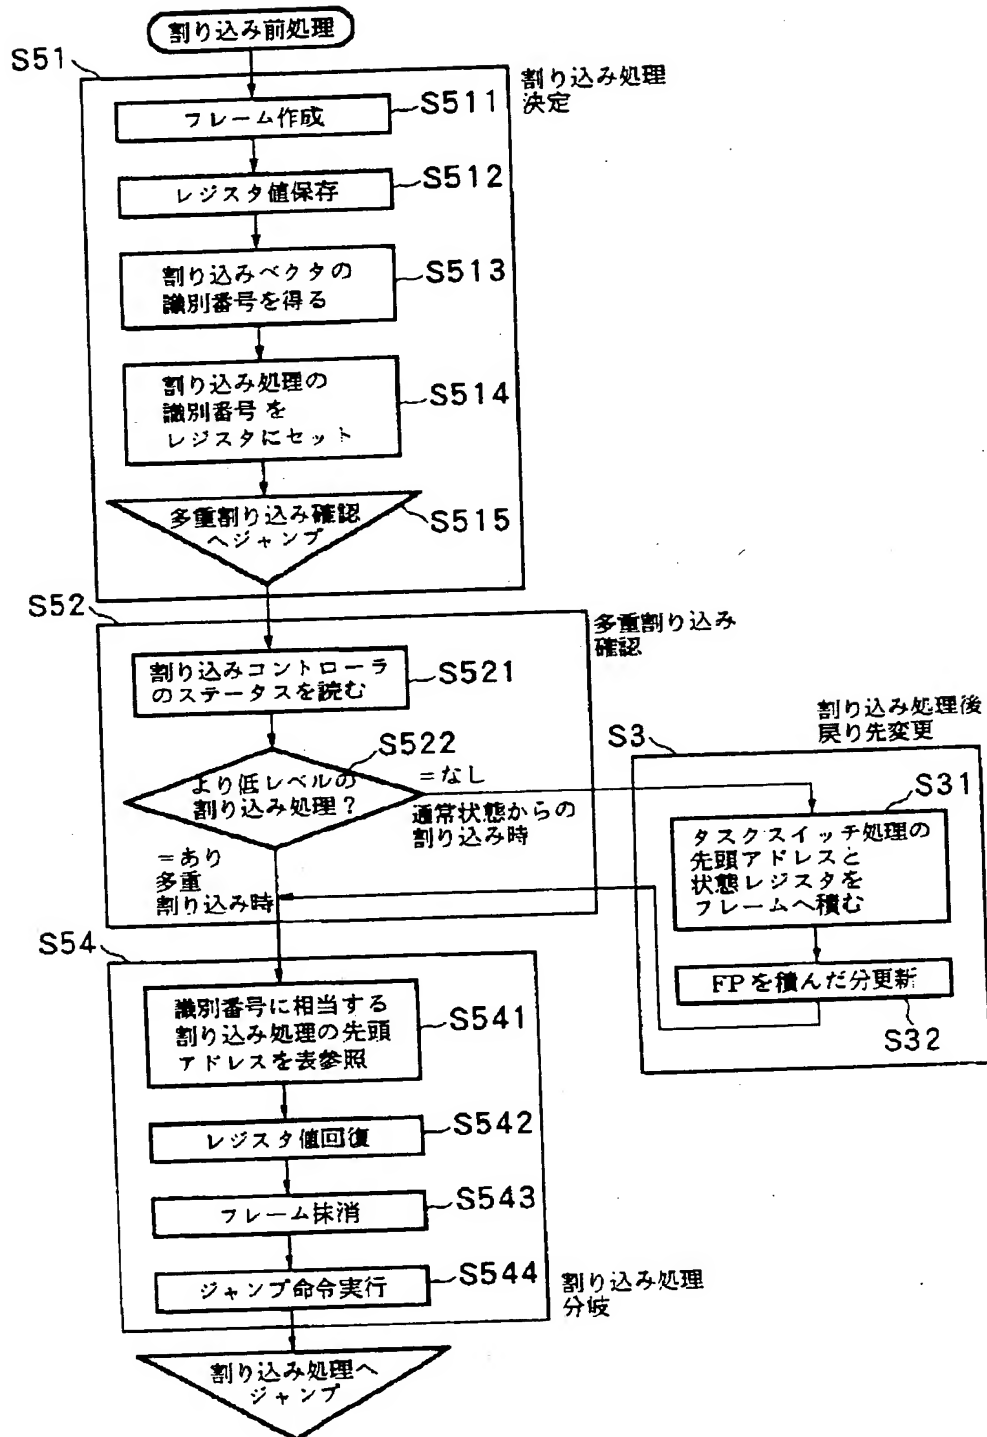 割り込み前処理
S51
割り込み処理
決定
フレーム作成
S511
レジスタ値保存
S512
割り込みベクタの
識別番号を得る
S513
割り込み処理の
識別番号を
レジスタにセット
S514
多重割り込み確認
へジャンプ
S515
S52
多重割り込み
確認
割り込みコントローラ
のステータスを読む
S521
より低レベルの
割り込み処理?
S522
=なし
通常状態からの
割り込み時
=あり
多重
割り込み時
割り込み処理後
戻り先変更
S3
S31
タスクスイッチ処理の
先頭アドレスと
状態レジスタを
フレームへ積む
FPを積んだ分更新
S32
S54
識別番号に相当する
割り込み処理の先頭
アドレスを表参照
S541
レジスタ値回復
S542
フレーム抹消
S543
ジャンプ命令実行
S544
割り込み処理
分岐
割り込み処理へ
ジャンプ